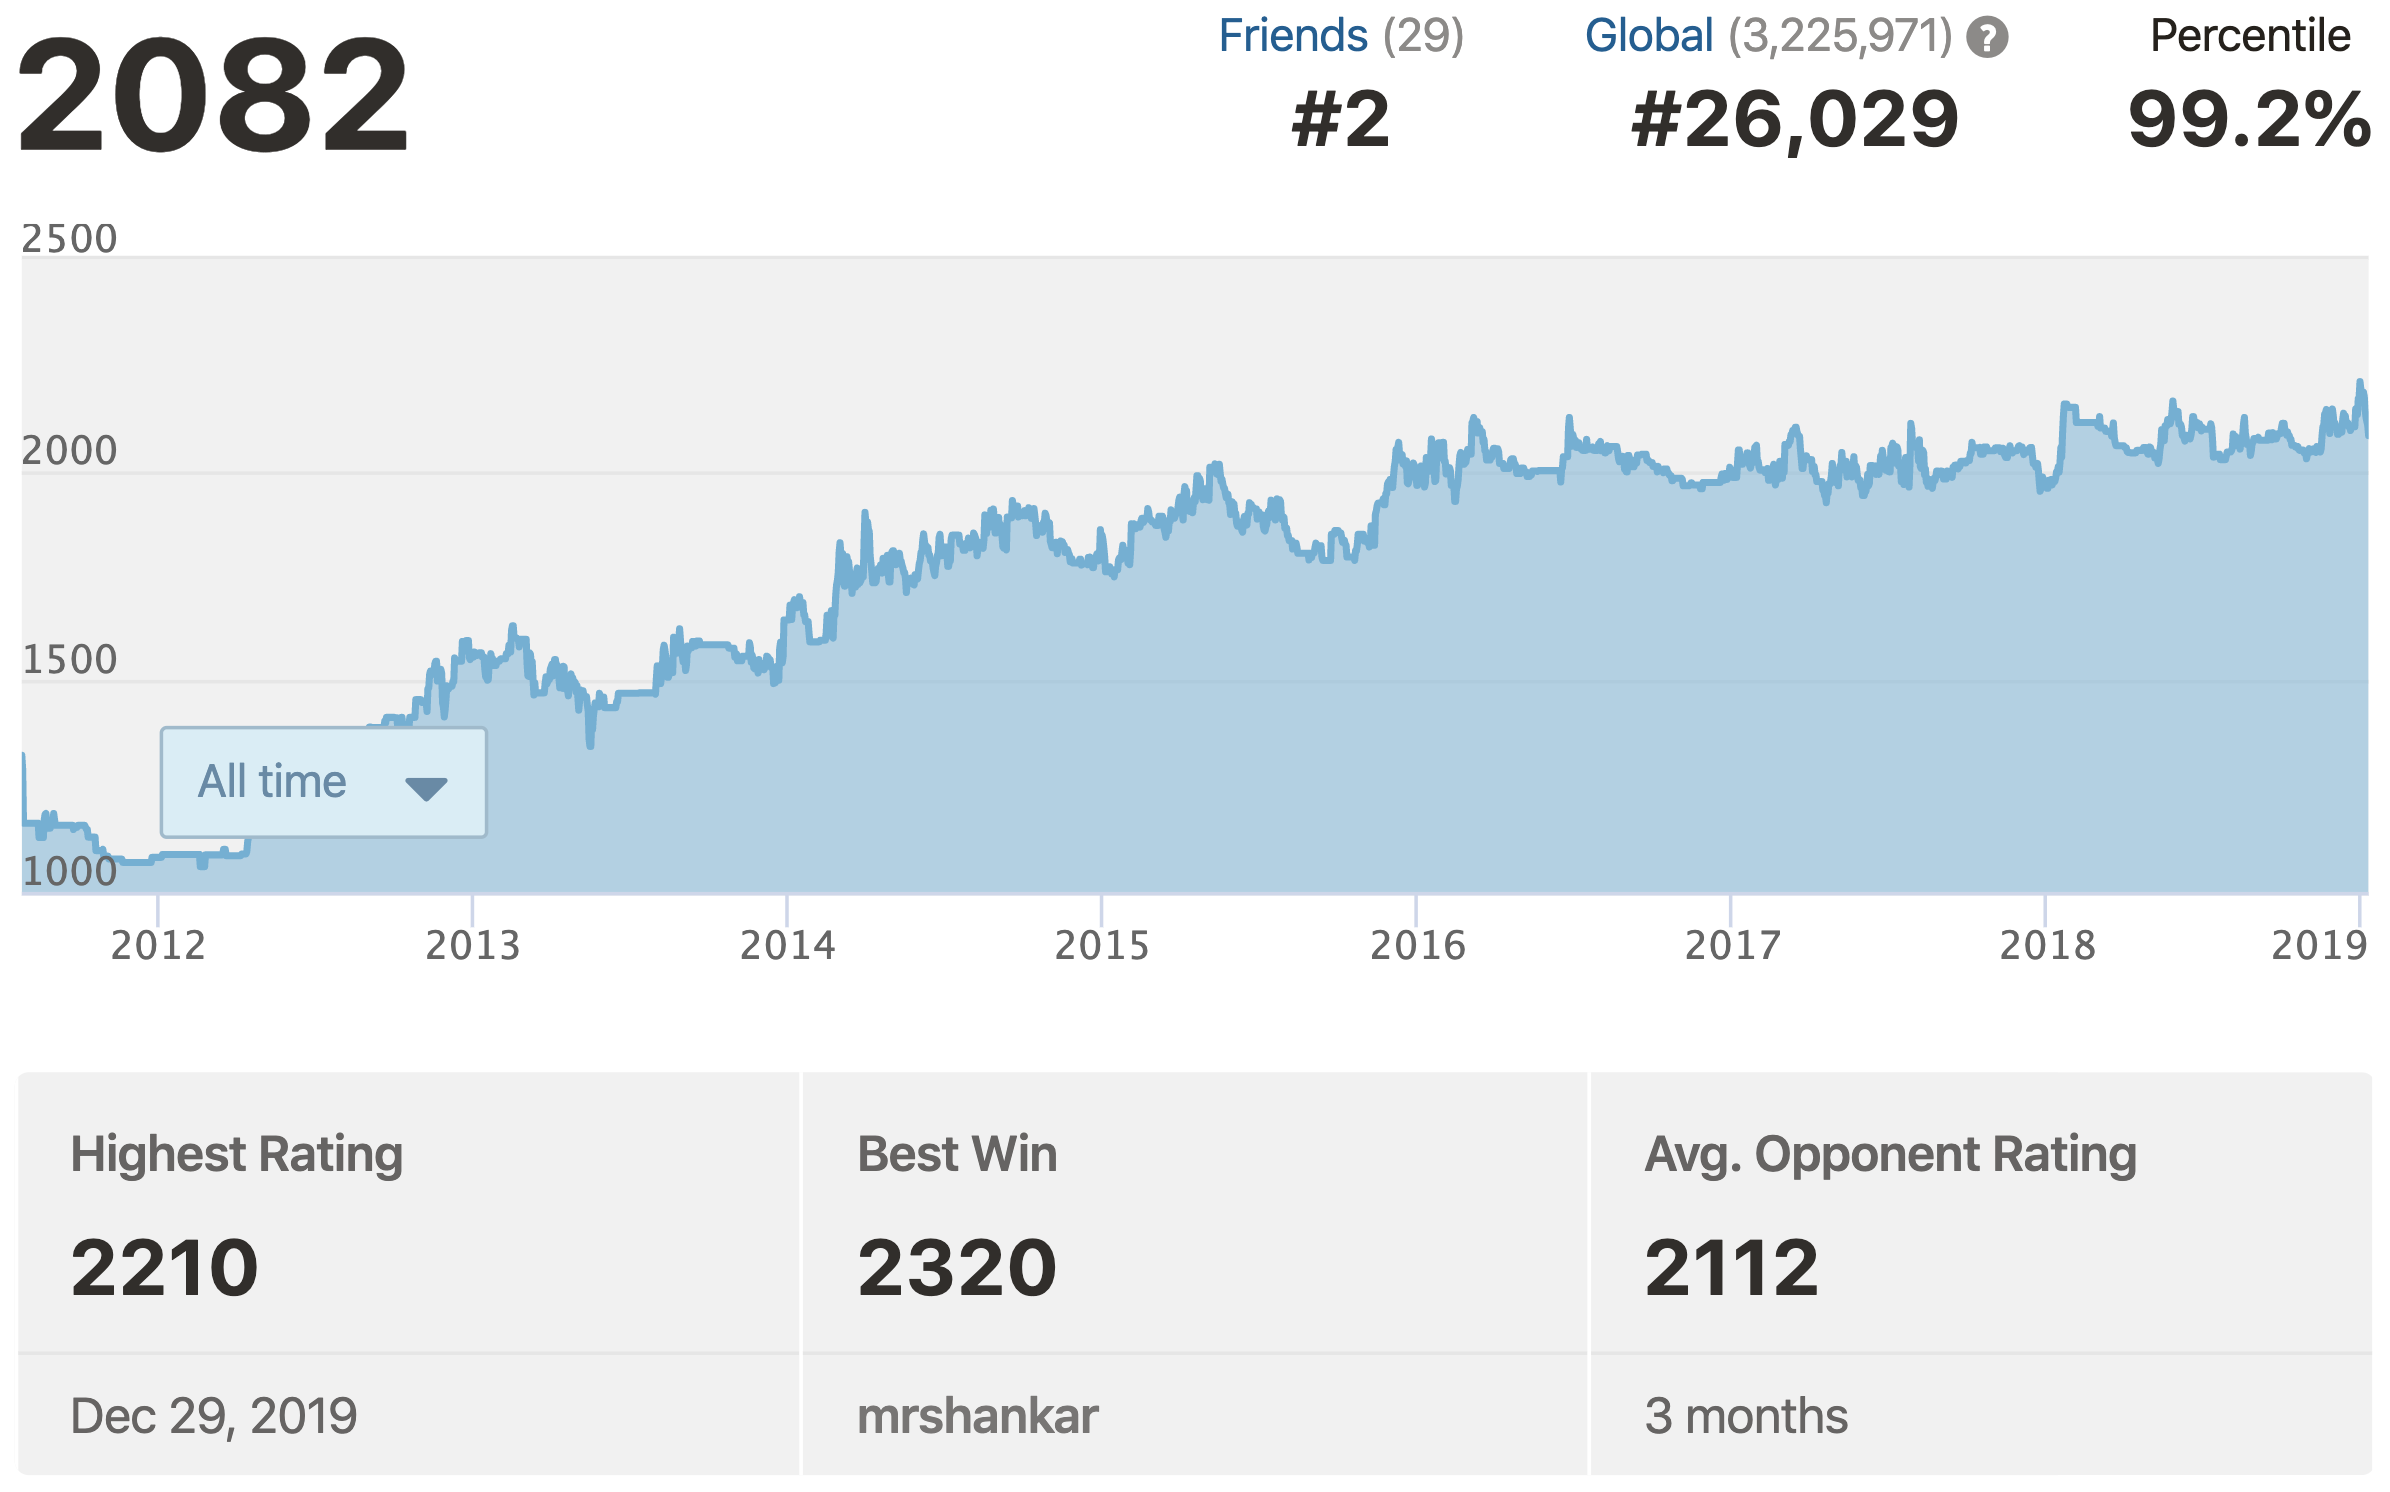 2082
Friends (29) Global (3,225,971) ? Percentile
#2 #26,029 99.2%
2500
2000
1500
All time
1000
2012 2013 2014 2015 2016 2017 2018 2019
Highest Rating Best Win Avg. Opponent Rating
2210 2320 2112
Dec 29, 2019 mrshankar 3 months